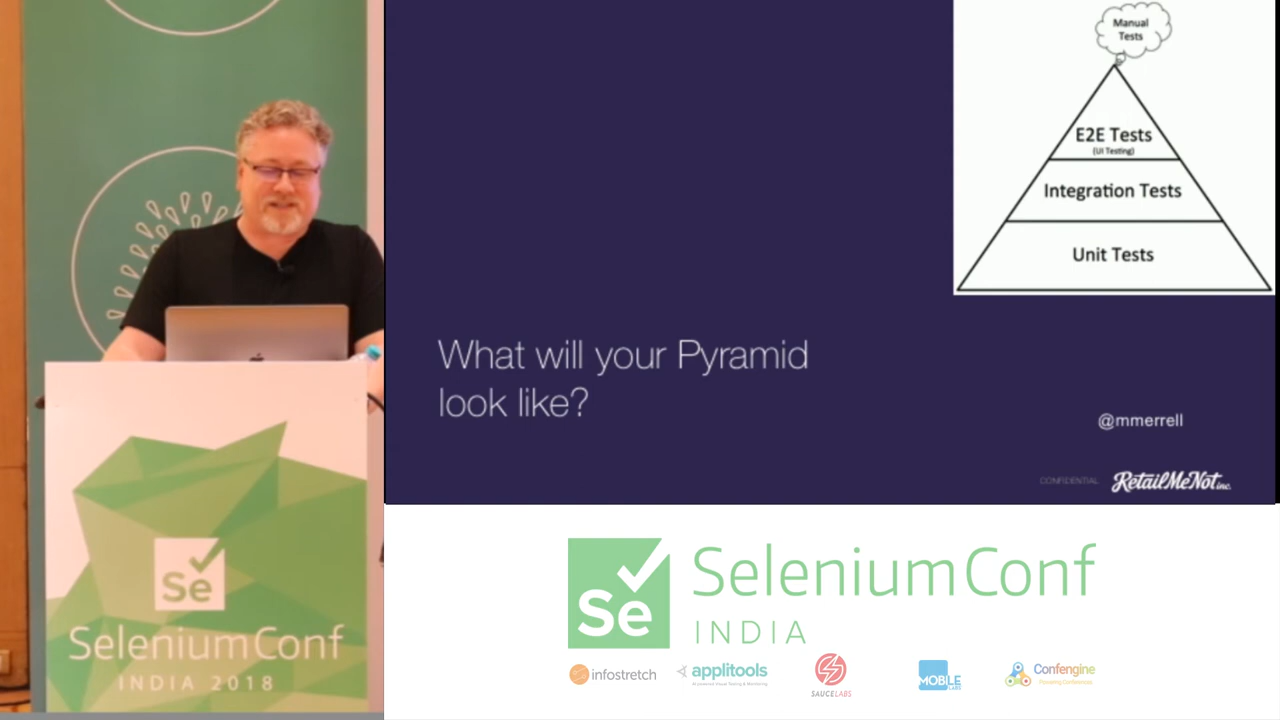 Manual
Tests
E2E Tests
(UI Testing)
Integration Tests
Unit Tests
What will your Pyramid
look like?
@mmerrell
CONFIDENTIAL
RetailMeNot inc.
Se
SeleniumConf
INDIA 2018
Se
SeleniumConf
INDIA
infostretch
applitools
SAUCELABS
MOBILE
LABS
Confengine